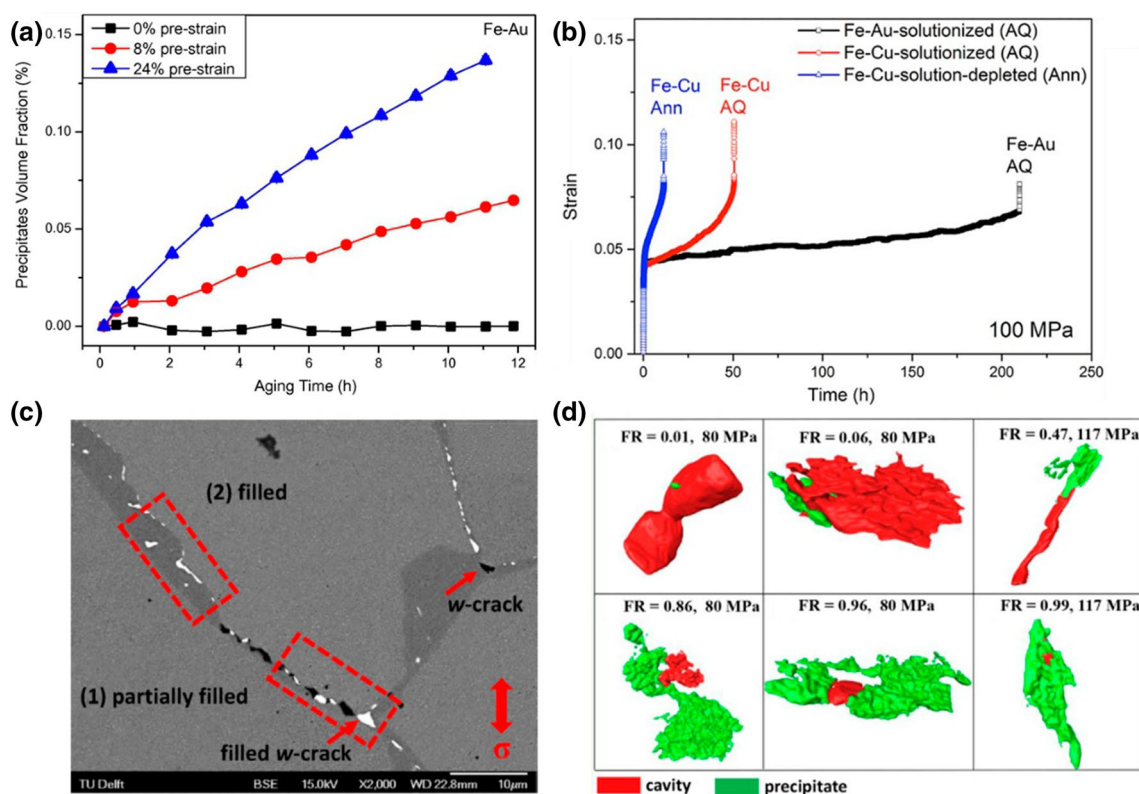 (a)
0% pre-strain
8% pre-strain
24% pre-strain
Fe-Au
Precipitates Volume Fraction (%)
0.15
0.10
0.05
0.00
0 2 4 6 8 10 12
Aging Time (h)
(b)
Fe-Au-solutionized (AQ)
Fe-Cu-solutionized (AQ)
Fe-Cu-solution-depleted (Ann)
Fe-Cu
Ann
Fe-Cu
AQ
Fe-Au
AQ
Strain
0.15
0.10
0.05
0.00
100 MPa
0 50 100 150 200 250
Time (h)
(c)
(2) filled
w-crack
(1) partially filled
filled w-crack
σ
TU Delft BSE 15.0kV X2,000 WD 22.8mm 10μm
(d)
FR = 0.01, 80 MPa
FR = 0.06, 80 MPa
FR = 0.47, 117 MPa
FR = 0.86, 80 MPa
FR = 0.96, 80 MPa
FR = 0.99, 117 MPa
cavity
precipitate